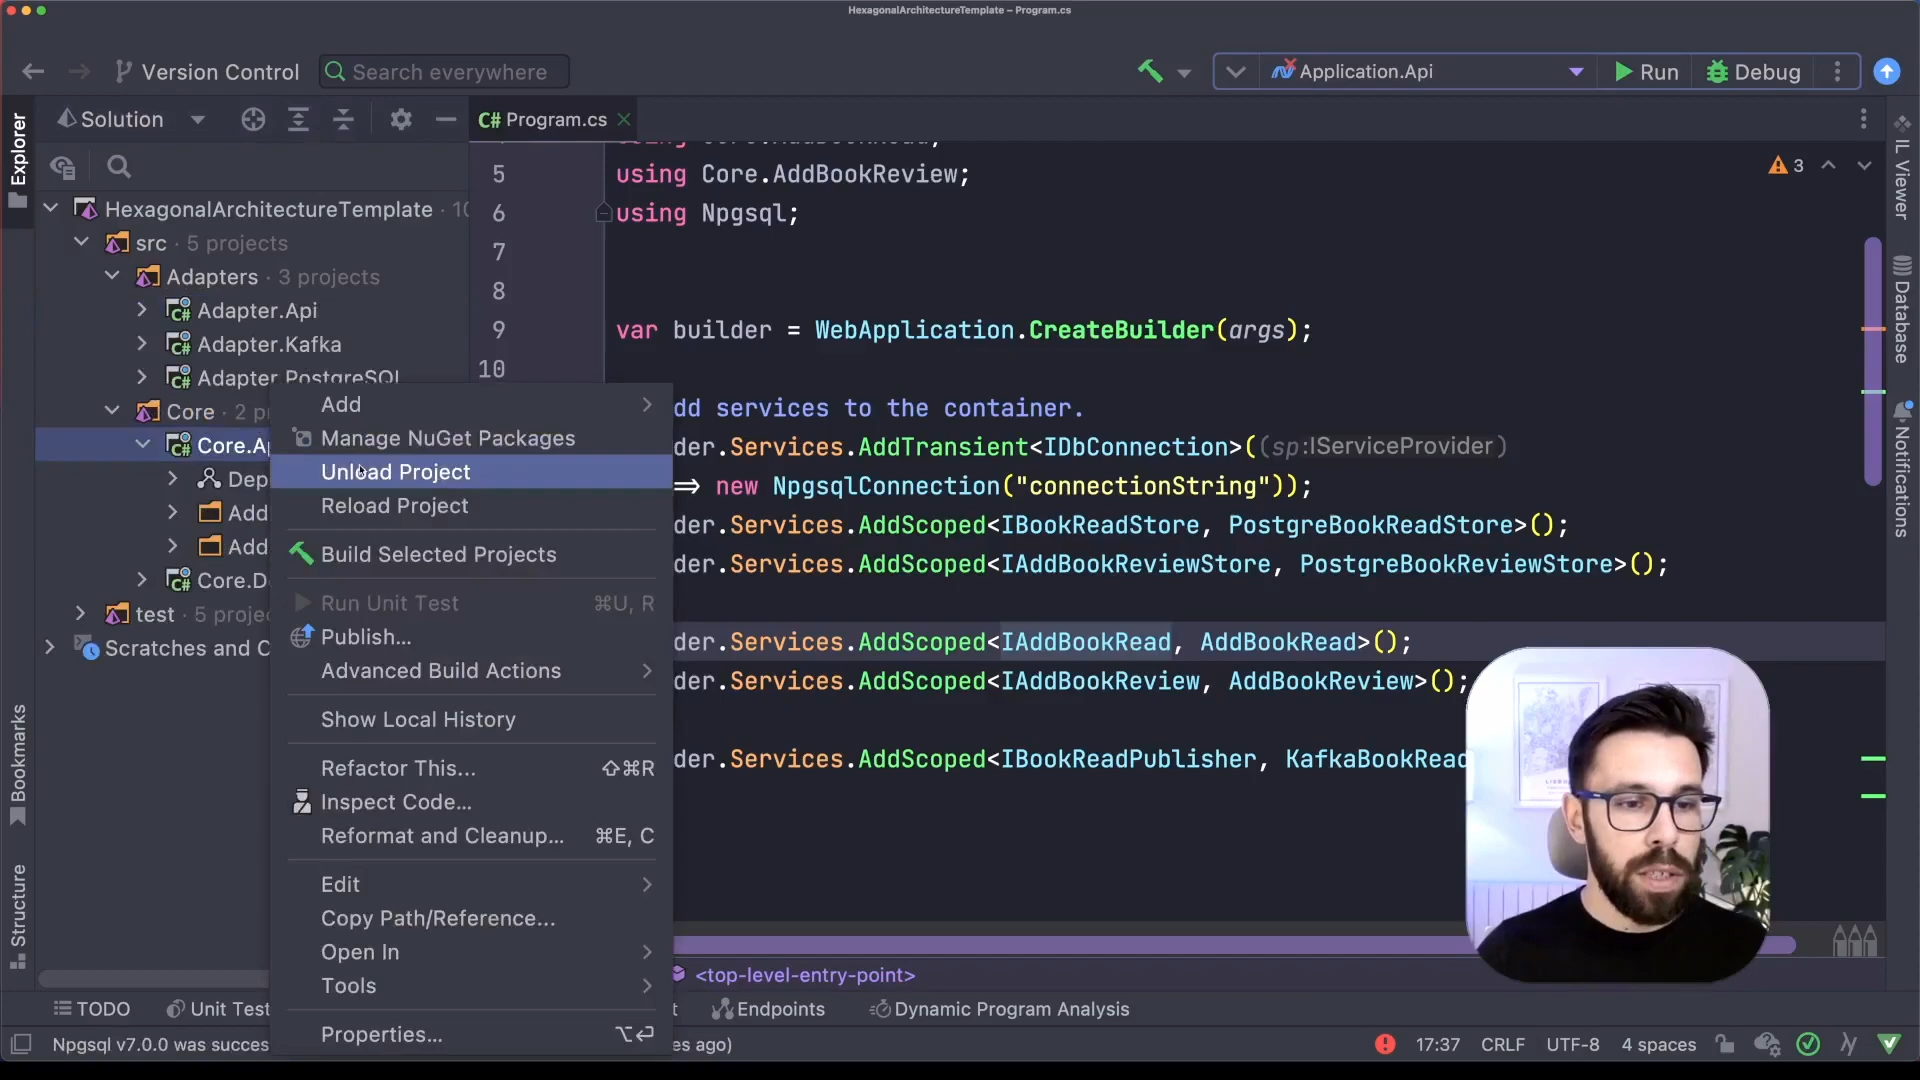 HexagonalArchitectureTemplate – Program.cs
Version Control
Search everywhere
Application.Api
Run
Debug
Explorer
Solution
C# Program.cs
HexagonalArchitectureTemplate · 10
src · 5 projects
Adapters · 3 projects
C# Adapter.Api
C# Adapter.Kafka
C# Adapter.PostgreSQL
Core · 2 p
C# Core.Ap
Dep
Add
Add
C# Core.D
test · 5 projec
Scratches and C
Add
Manage NuGet Packages
Unload Project
Reload Project
Build Selected Projects
Run Unit Test ⌘U, R
Publish...
Advanced Build Actions
Show Local History
Refactor This... ⇧⌘R
Inspect Code...
Reformat and Cleanup... ⌘E, C
Edit
Copy Path/Reference...
Open In
Tools
Properties... ⌥↩
5 using Core.AddBookReview;
6 using Npgsql;
7
8
9 var builder = WebApplication.CreateBuilder(args);
10
dd services to the container.
der.Services.AddTransient<IDbConnection>((sp:IServiceProvider)
=> new NpgsqlConnection("connectionString"));
der.Services.AddScoped<IBookReadStore, PostgreBookReadStore>();
der.Services.AddScoped<IAddBookReviewStore, PostgreBookReviewStore>();
der.Services.AddScoped<IAddBookRead, AddBookRead>();
der.Services.AddScoped<IAddBookReview, AddBookReview>();
der.Services.AddScoped<IBookReadPublisher, KafkaBookRead
3
IL Viewer
Database
Notifications
Bookmarks
Structure
<top-level-entry-point>
TODO
Unit Test
t
Endpoints
Dynamic Program Analysis
Npgsql v7.0.0 was succes
es ago)
17:37
CRLF
UTF-8
4 spaces